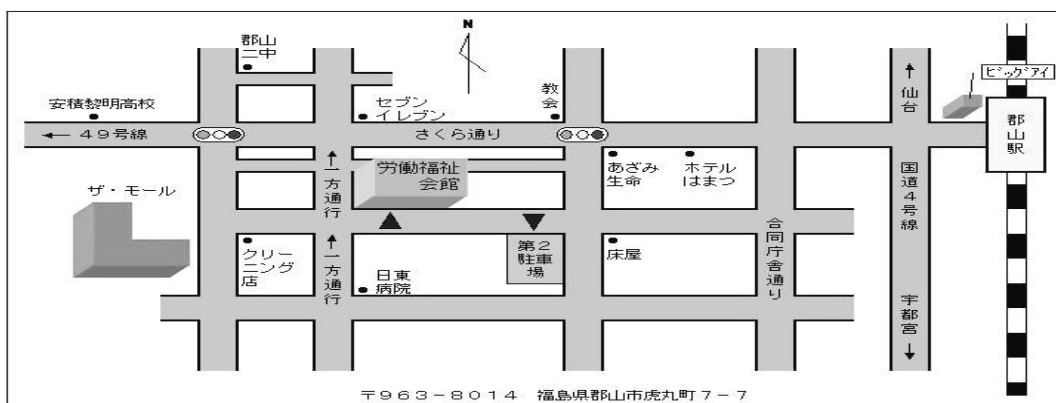 N
郡山
二中
安積黎明高校
セブン
イレブン
教会
↑仙台
ビッグアイ
郡山駅
← 49号線
さくら通り
労働福祉
会館
あざみ
生命
ホテル
はまつ
ザ・モール
↑一方通行
国道4号線
クリー
ニング
店
↑一方通行
日東
病院
第2
駐車場
床屋
合同庁舎通り
宇都宮↓
〒963-8014 福島県郡山市虎丸町7-7